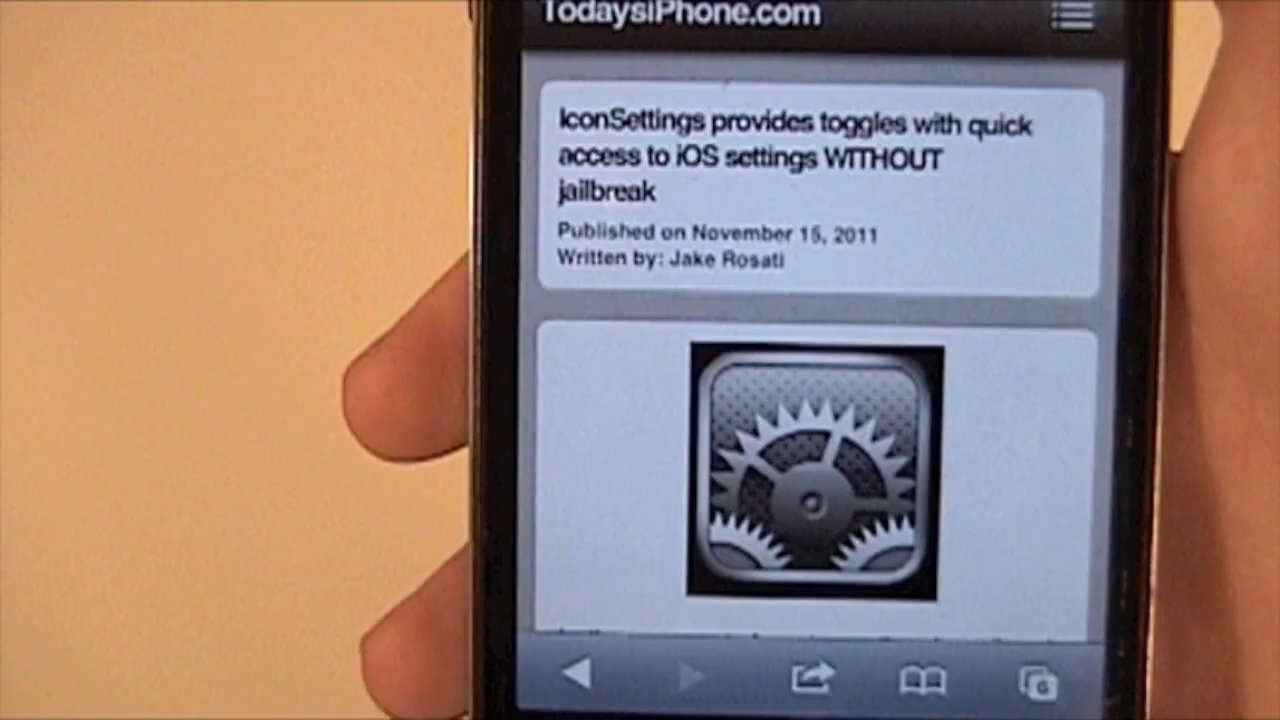 TodaysiPhone.com
IconSettings provides toggles with quick
access to iOS settings WITHOUT
jailbreak
Published on November 15, 2011
Written by: Jake Rosati